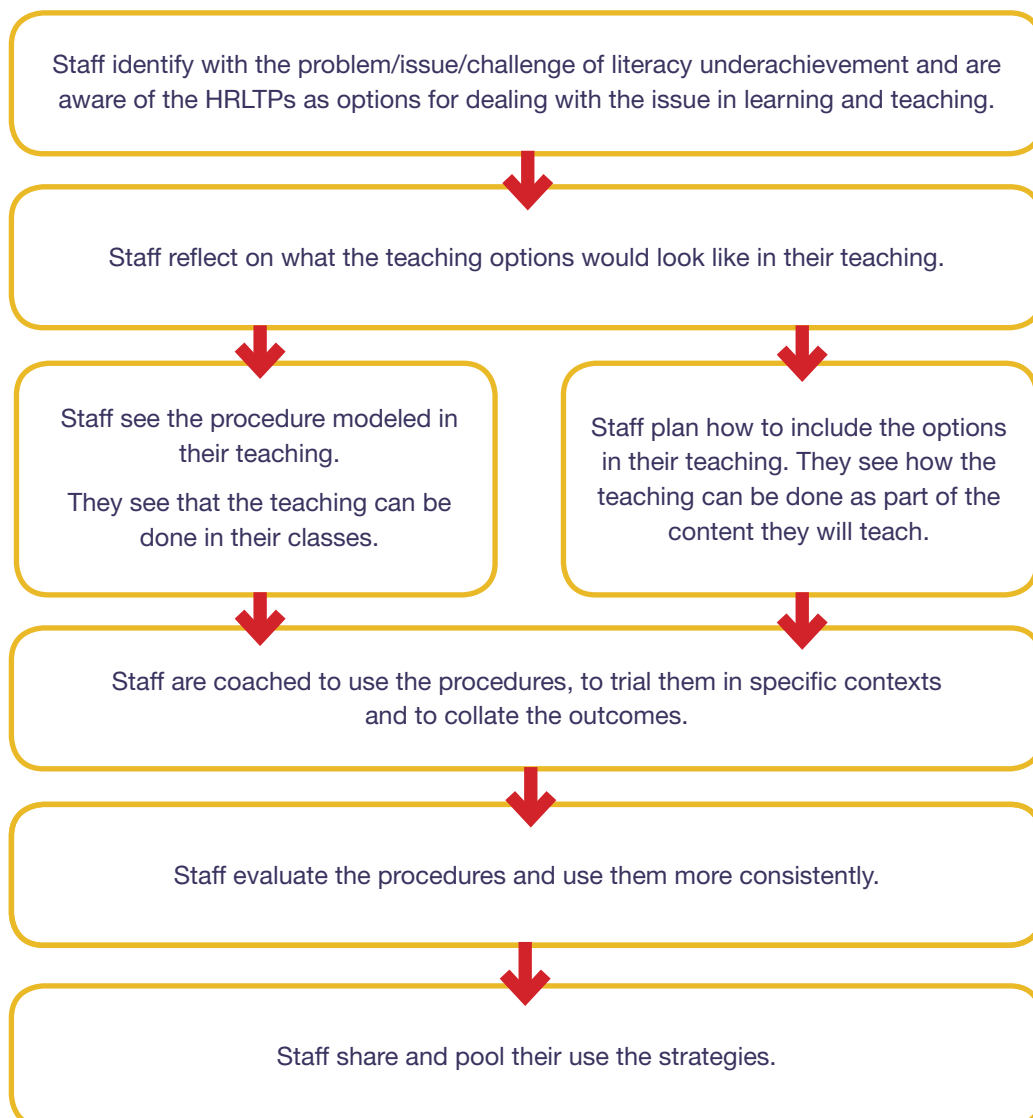 Staff identify with the problem/issue/challenge of literacy underachievement and are
aware of the HRLTPs as options for dealing with the issue in learning and teaching.
Staff reflect on what the teaching options would look like in their teaching.
Staff see the procedure modeled in
their teaching.
They see that the teaching can be
done in their classes.
Staff plan how to include the options
in their teaching. They see how the
teaching can be done as part of the
content they will teach.
Staff are coached to use the procedures, to trial them in specific contexts
and to collate the outcomes.
Staff evaluate the procedures and use them more consistently.
Staff share and pool their use the strategies.